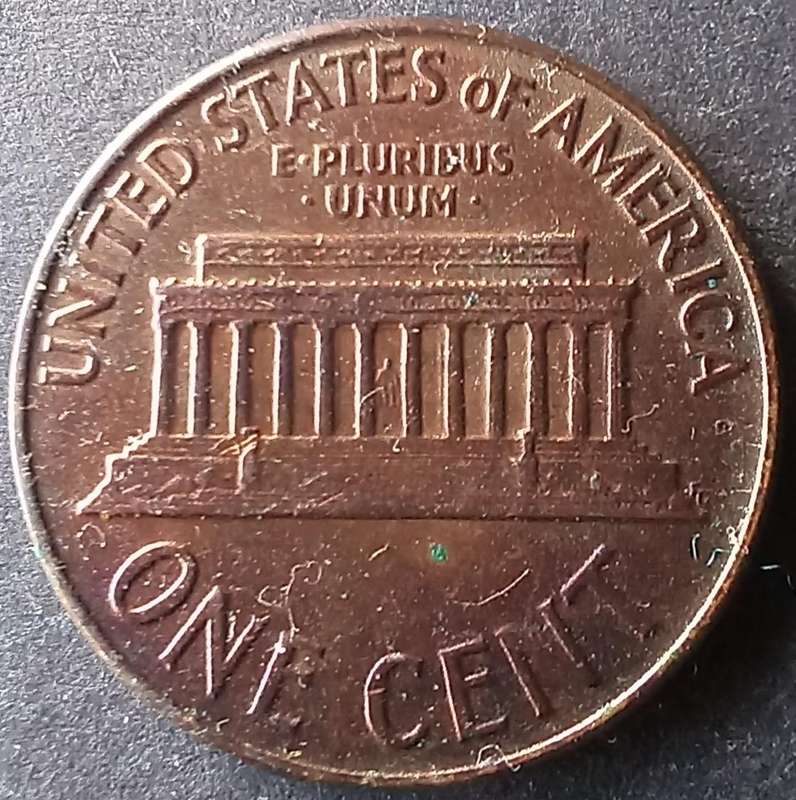 UNITED STATES OF AMERICA
E·PLURIBUS
·UNUM·
ONE CENT